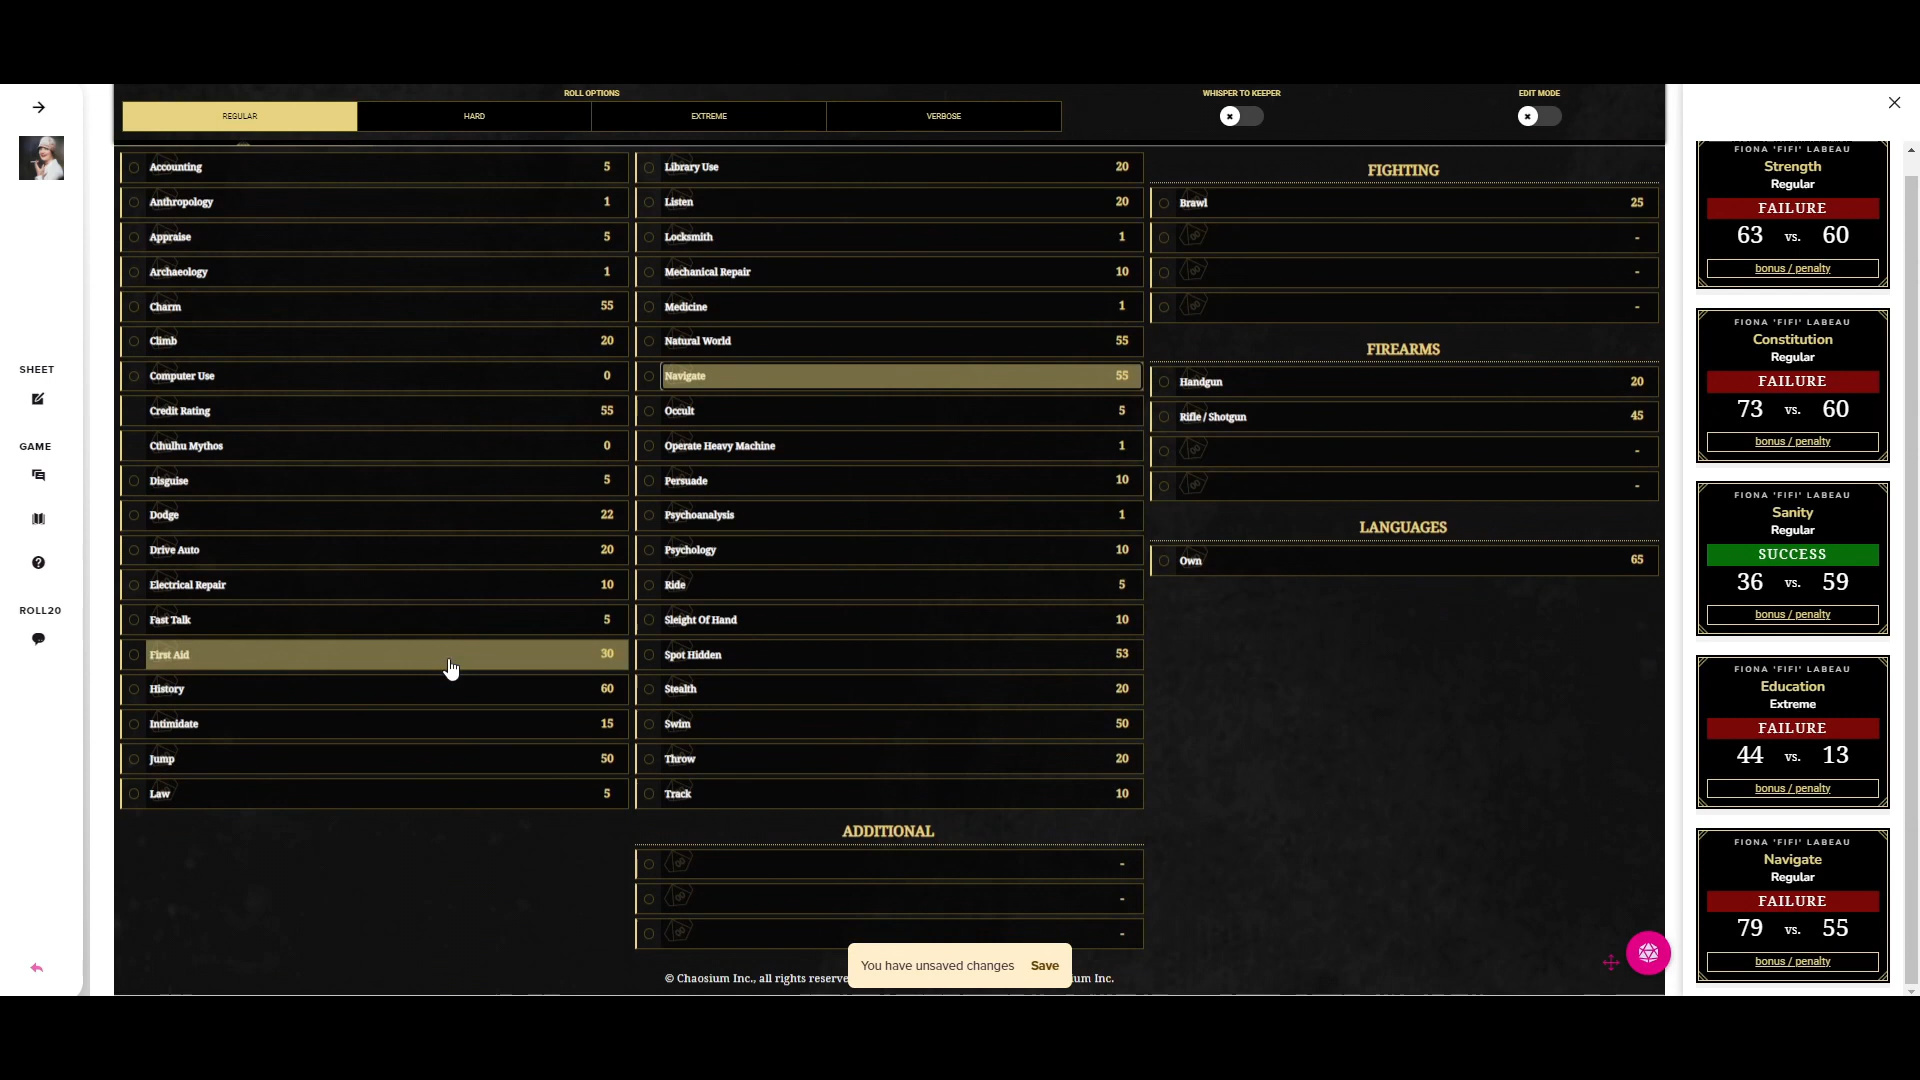 ROLL OPTIONS
REGULAR
HARD
EXTREME
VERBOSE
WHISPER TO KEEPER
EDIT MODE
SHEET
GAME
ROLL20
Accounting 5
Anthropology 1
Appraise 5
Archaeology 1
Charm 55
Climb 20
Computer Use 0
Credit Rating 55
Cthulhu Mythos 0
Disguise 5
Dodge 22
Drive Auto 20
Electrical Repair 10
Fast Talk 5
First Aid 30
History 60
Intimidate 15
Jump 50
Law 5
Library Use 20
Listen 20
Locksmith 1
Mechanical Repair 10
Medicine 1
Natural World 55
Navigate 55
Occult 5
Operate Heavy Machine 1
Persuade 10
Psychoanalysis 1
Psychology 10
Ride 5
Sleight Of Hand 10
Spot Hidden 53
Stealth 20
Swim 50
Throw 20
Track 10
ADDITIONAL
-
-
-
FIGHTING
Brawl 25
-
-
-
FIREARMS
Handgun 20
Rifle / Shotgun 45
-
-
LANGUAGES
Own 65
© Chaosium Inc., all rights reserve
um Inc.
You have unsaved changes Save
FIONA 'FIFI' LABEAU
Strength
Regular
FAILURE
63 vs. 60
bonus / penalty
FIONA 'FIFI' LABEAU
Constitution
Regular
FAILURE
73 vs. 60
bonus / penalty
FIONA 'FIFI' LABEAU
Sanity
Regular
SUCCESS
36 vs. 59
bonus / penalty
FIONA 'FIFI' LABEAU
Education
Extreme
FAILURE
44 vs. 13
bonus / penalty
FIONA 'FIFI' LABEAU
Navigate
Regular
FAILURE
79 vs. 55
bonus / penalty